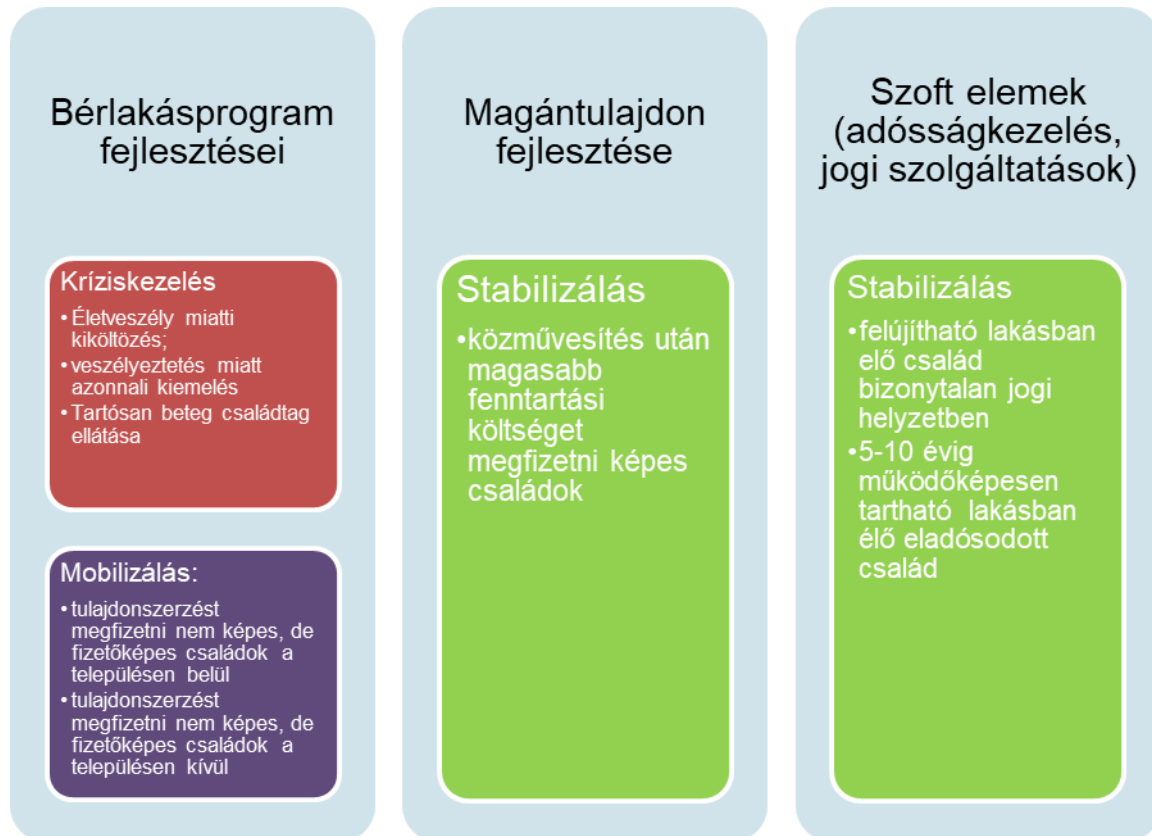 Bérlakásprogram
fejlesztései
Kríziskezelés
• Életveszély miatti
kiköltözés;
• veszélyeztetés miatt
azonnali kiemelés
• Tartósan beteg családtag
ellátása
Mobilizálás:
• tulajdonszerzést
megfizetni nem képes, de
fizetőképes családok a
településen belül
• tulajdonszerzést
megfizetni nem képes, de
fizetőképes családok a
településen kívül
Magántulajdon
fejlesztése
Stabilizálás
•közművesítés után
magasabb
fenntartási
költséget
megfizetni képes
családok
Szoft elemek
(adósságkezelés,
jogi szolgáltatások)
Stabilizálás
•felújítható lakásban
elő család
bizonytalan jogi
helyzetben
•5-10 évig
működőképesen
tartható lakásban
élő eladósodott
család